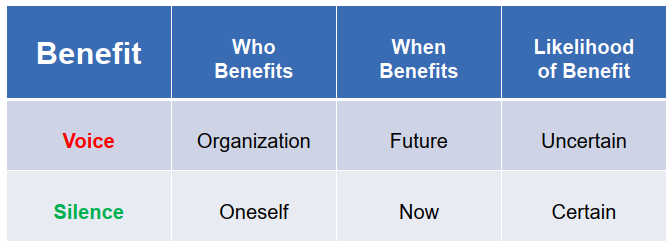 Benefit
Who
Benefits
When
Benefits
Likelihood
of Benefit
Voice
Organization
Future
Uncertain
Silence
Oneself
Now
Certain